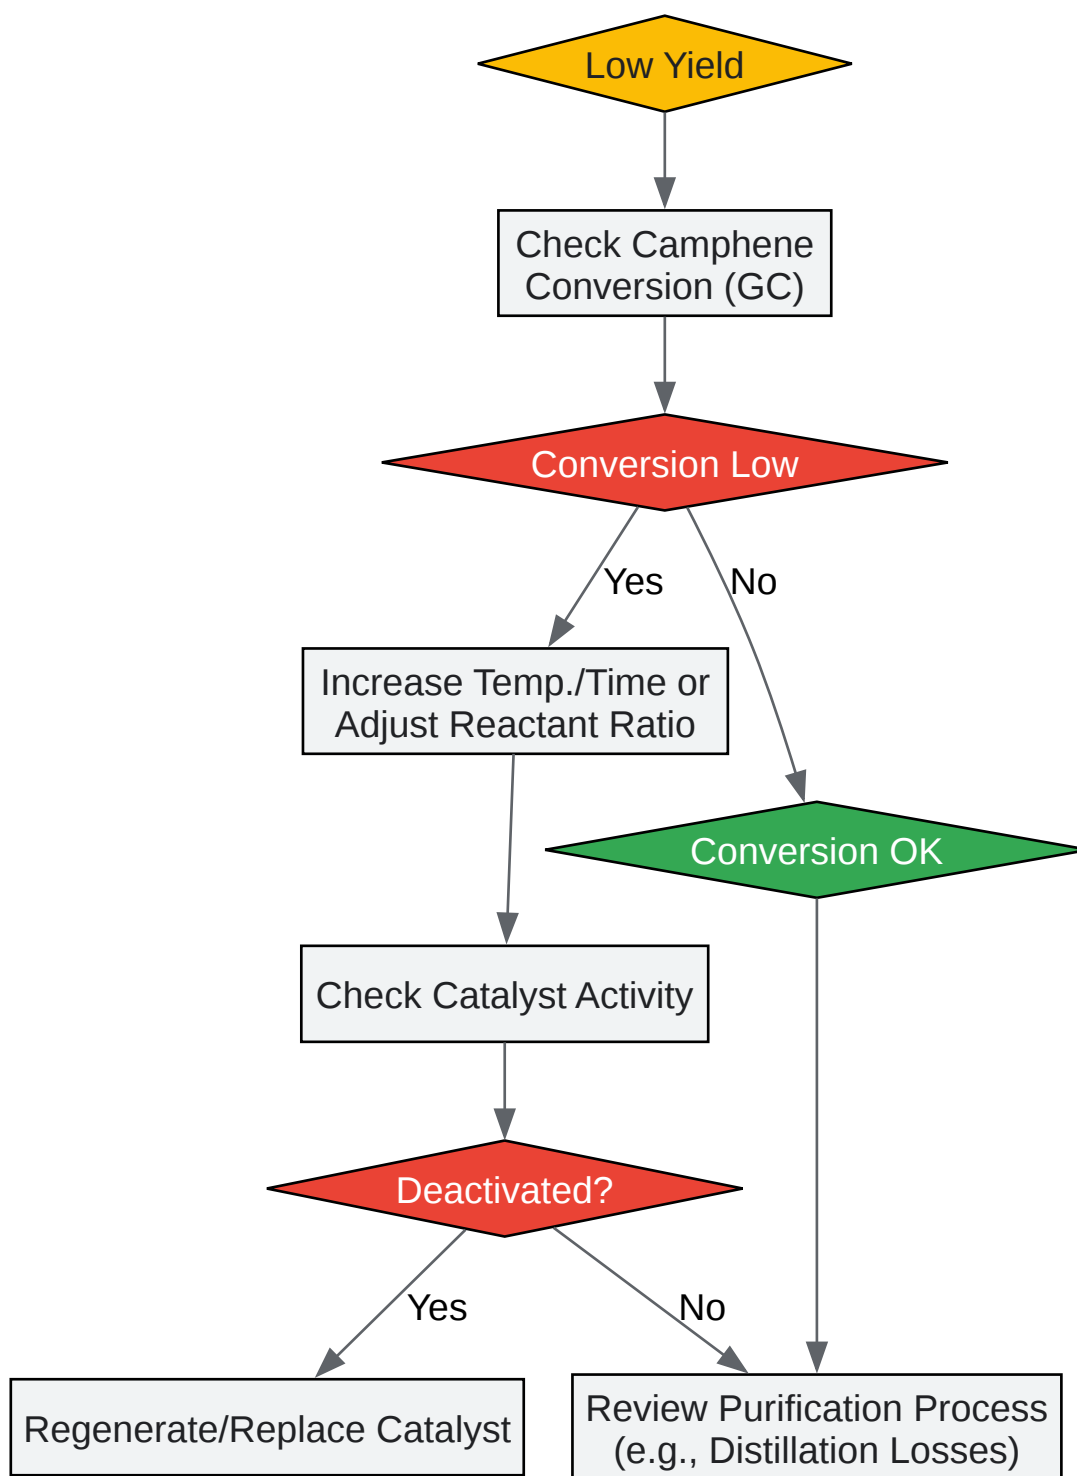 Low Yield
Check Camphene
Conversion (GC)
Conversion Low
Yes
No
Increase Temp./Time or
Adjust Reactant Ratio
Conversion OK
Check Catalyst Activity
Deactivated?
Yes
No
Regenerate/Replace Catalyst
Review Purification Process
(e.g., Distillation Losses)